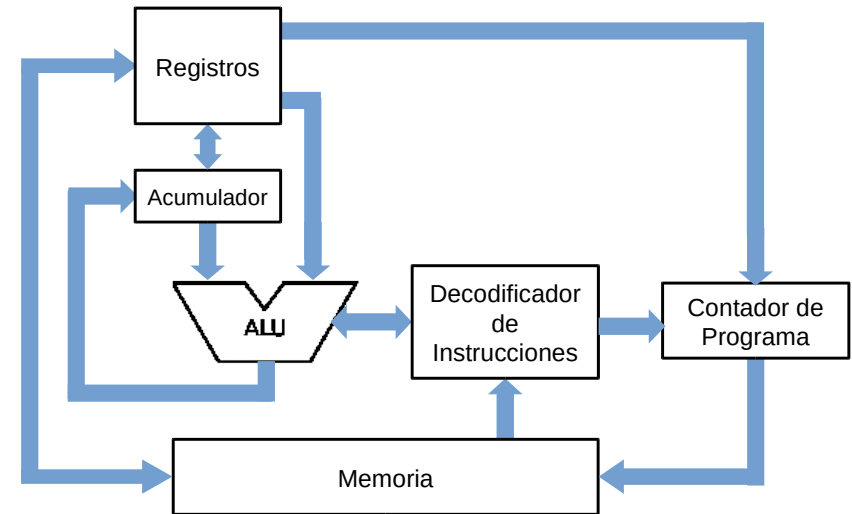 Registros
Acumulador
ALU
Decodificador
de
Instrucciones
Contador de
Programa
Memoria